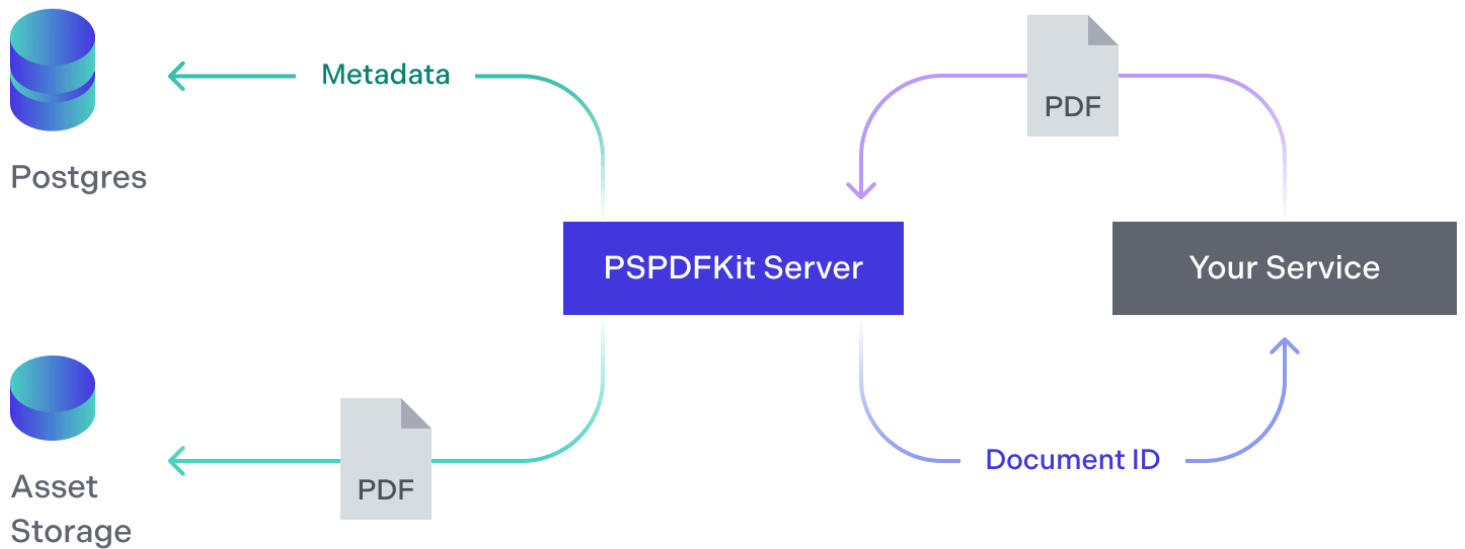 Metadata
PDF
Postgres
PSPDFKit Server
Your Service
Document ID
PDF
Asset
Storage